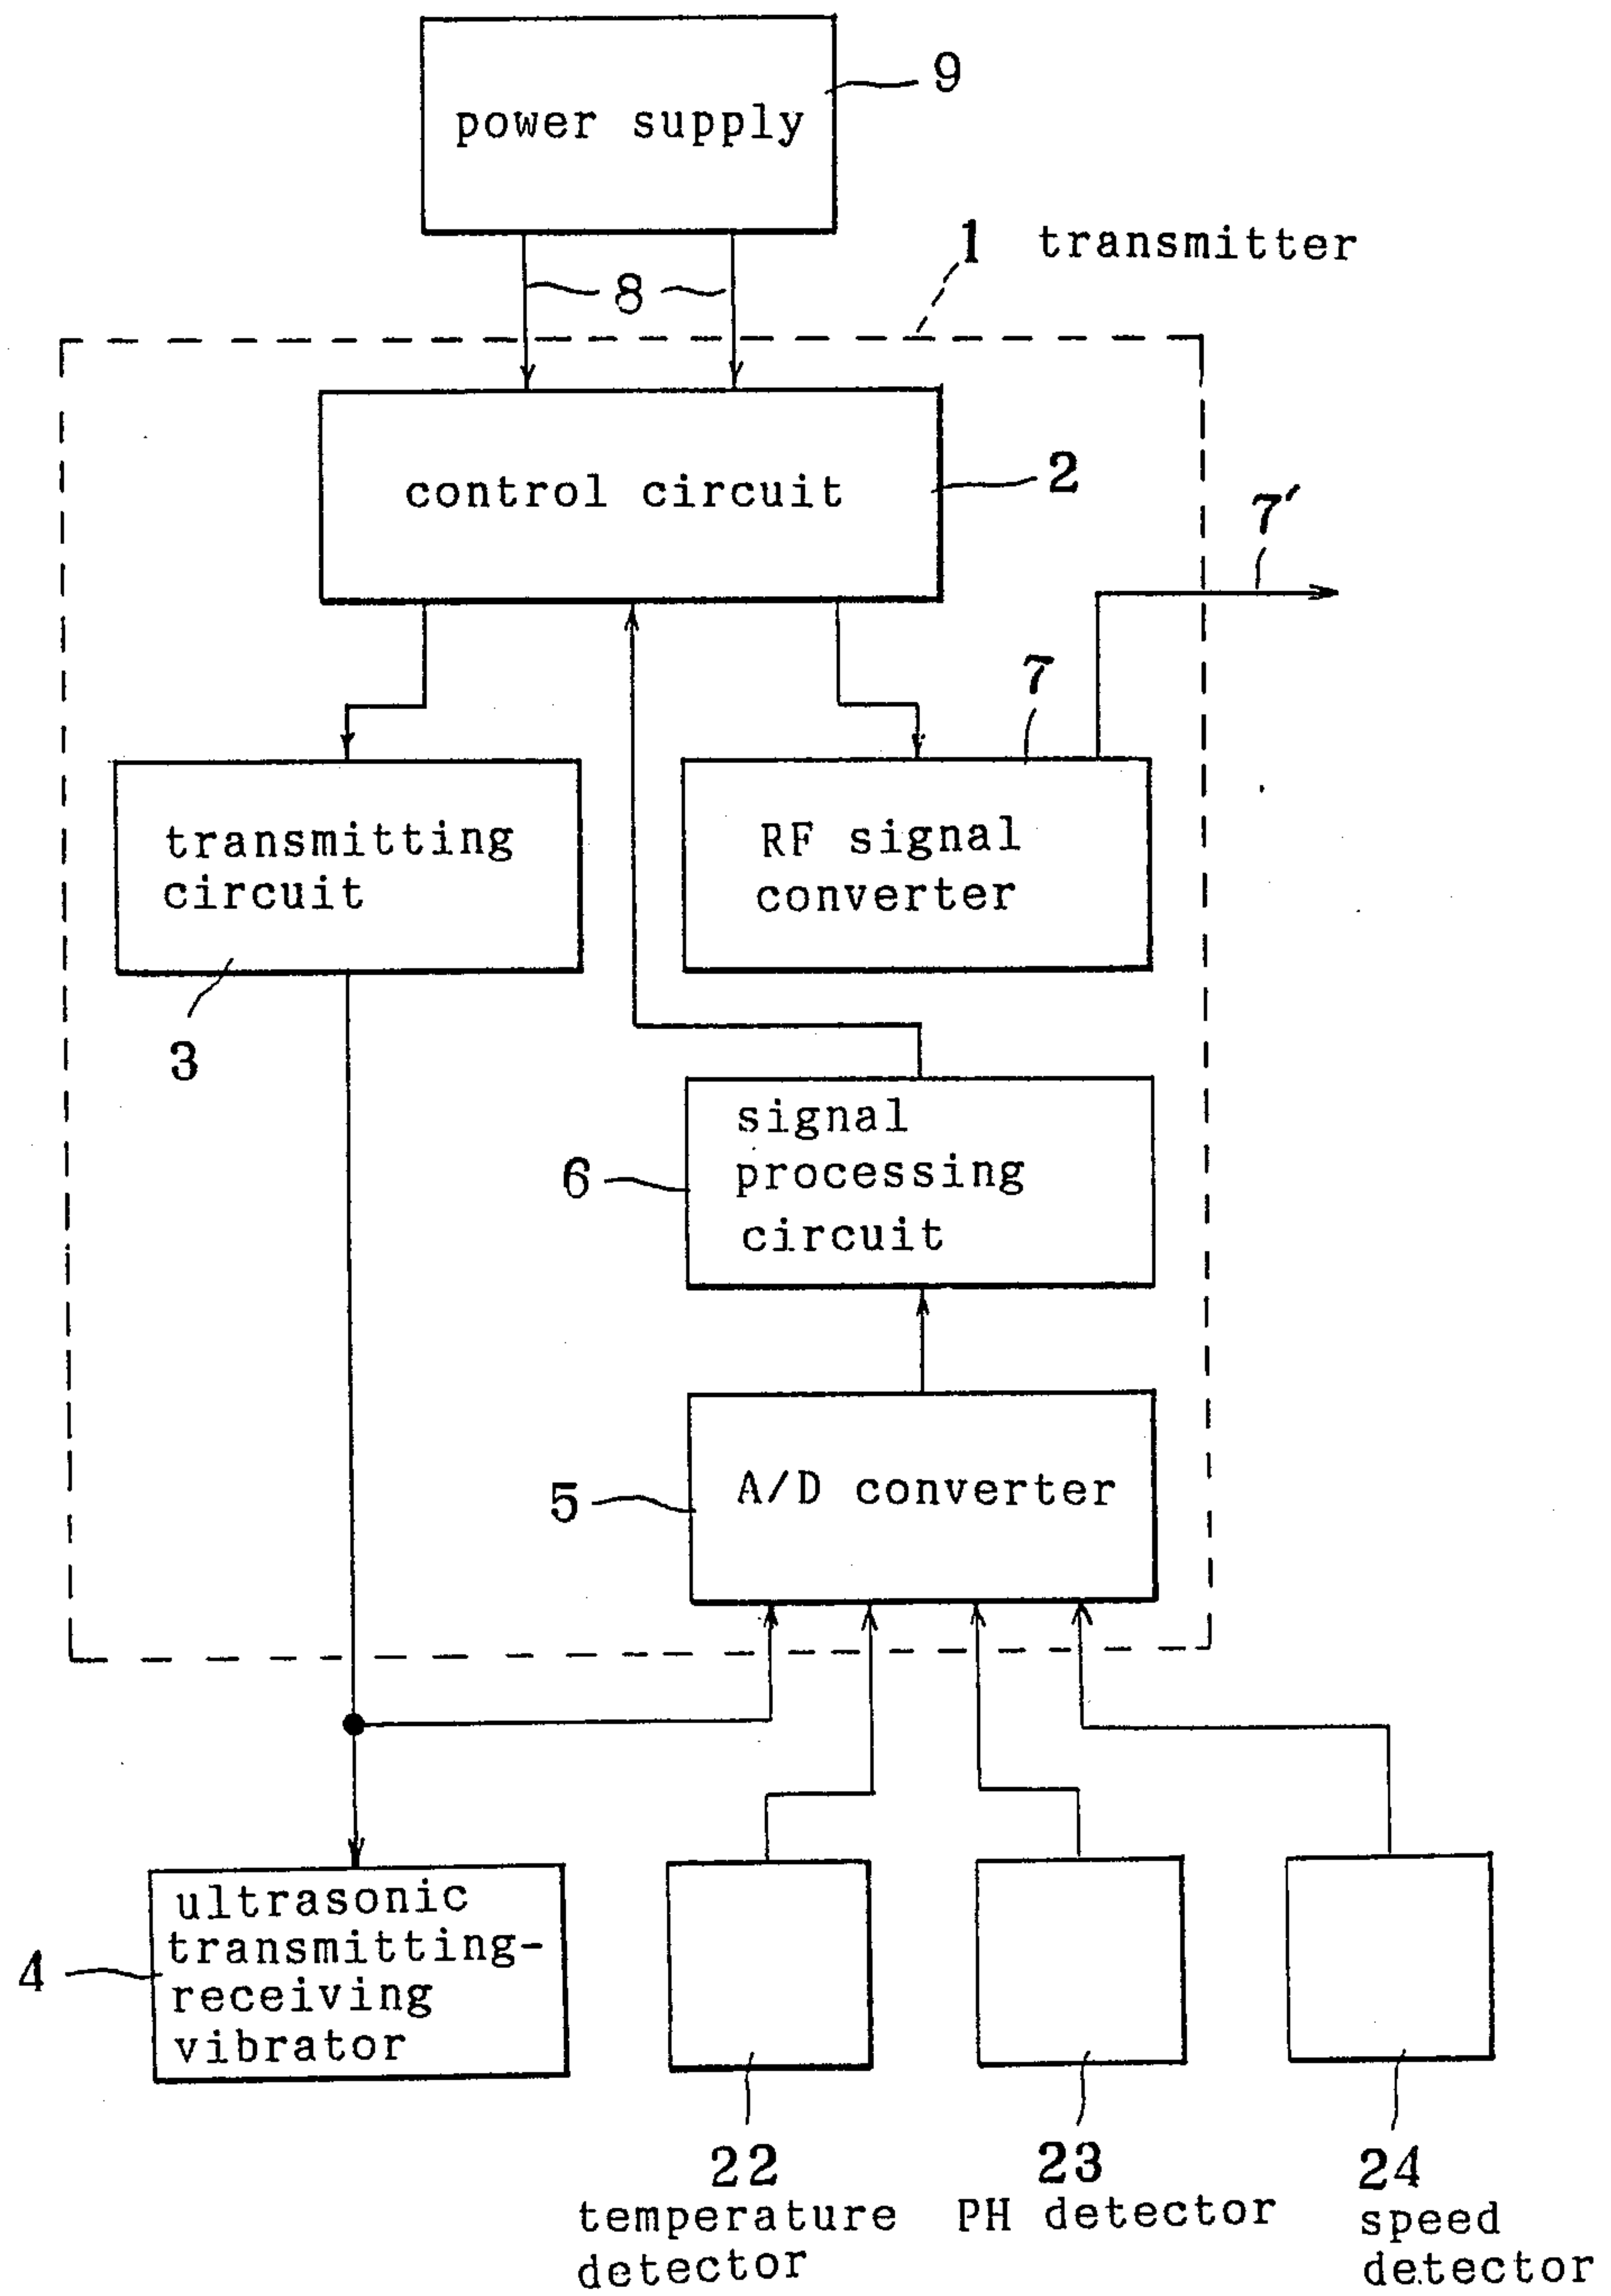 9
power supply
1 transmitter
8
control circuit
2
7'
7
transmitting
circuit
RF signal
converter
3
signal
processing
circuit
6
A/D converter
5
ultrasonic
transmitting-
receiving
vibrator
4
22
temperature
detector
23
PH detector
24
speed
detector